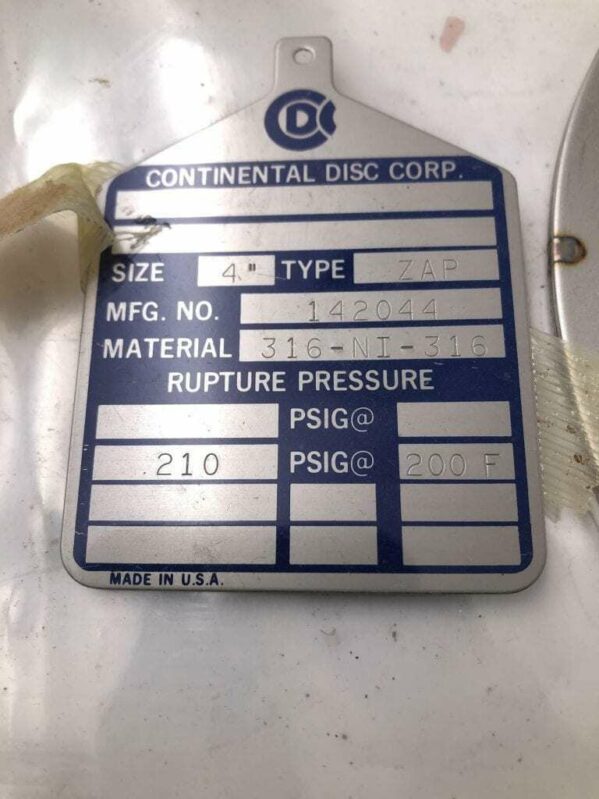 CDC
CONTINENTAL DISC CORP.
SIZE 4" TYPE ZAP
MFG. NO. 142044
MATERIAL 316-NI-316
RUPTURE PRESSURE
PSIG@
210 PSIG@ 200 F
MADE IN U.S.A.